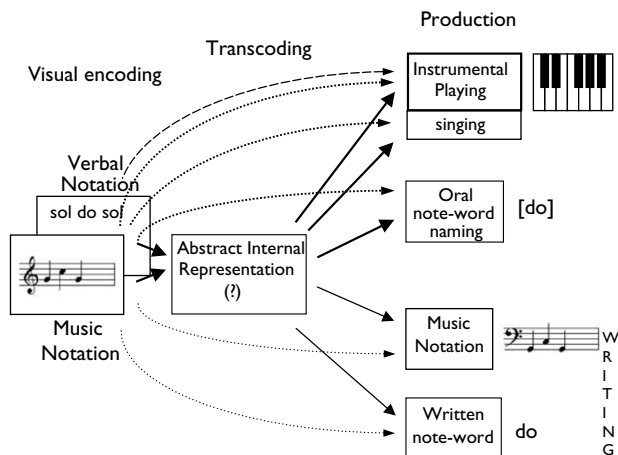 Production
Transcoding
Visual encoding
Instrumental
Playing
singing
Verbal
Notation
sol do sol
Oral
note-word
naming
[do]
Abstract Internal
Representation
(?)
Music
Notation
Music
Notation
WRITING
Written
note-word
do